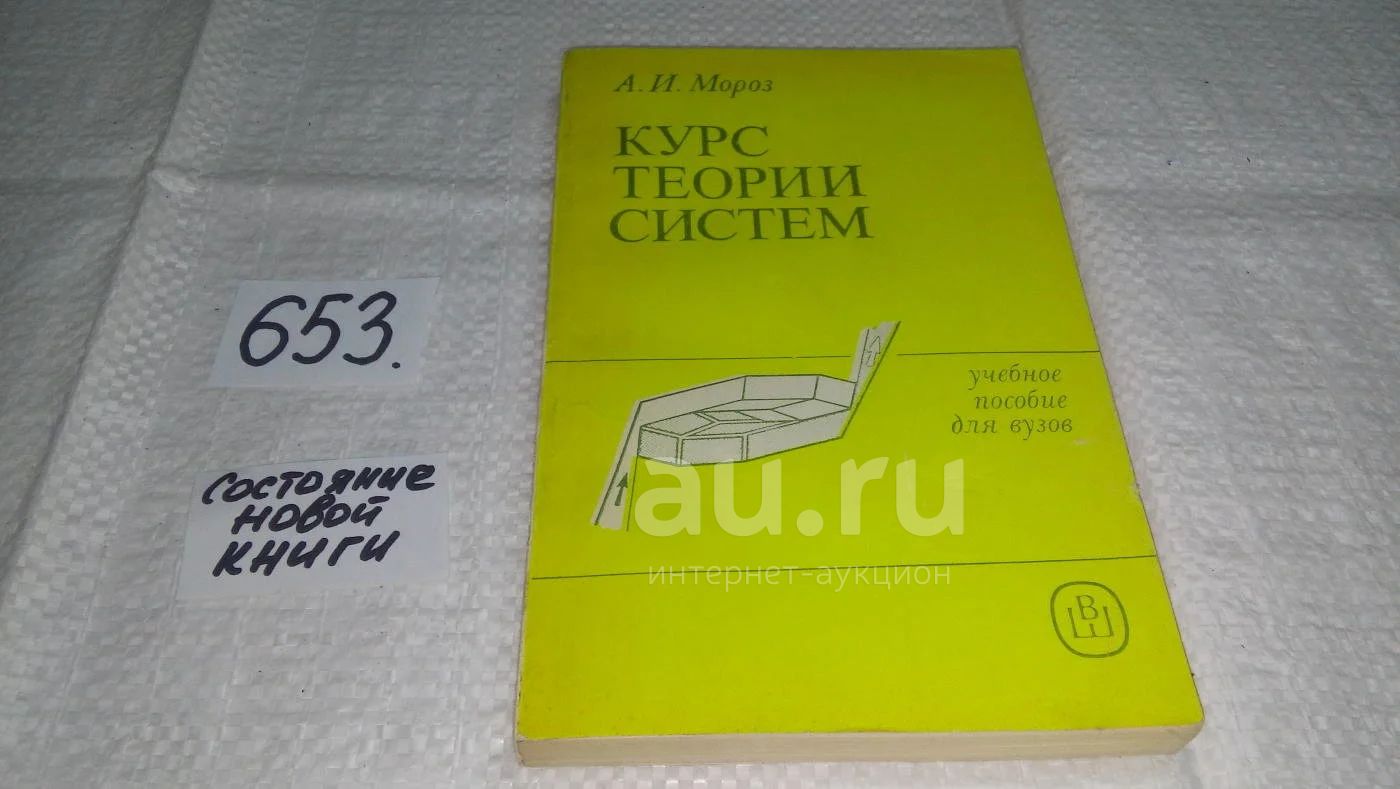 А. И. Мороз
КУРС
ТЕОРИИ
СИСТЕМ
учебное
пособие
для вузов
653.
состояние
новой
книги
au.ru
интернет-аукцион
ВШ